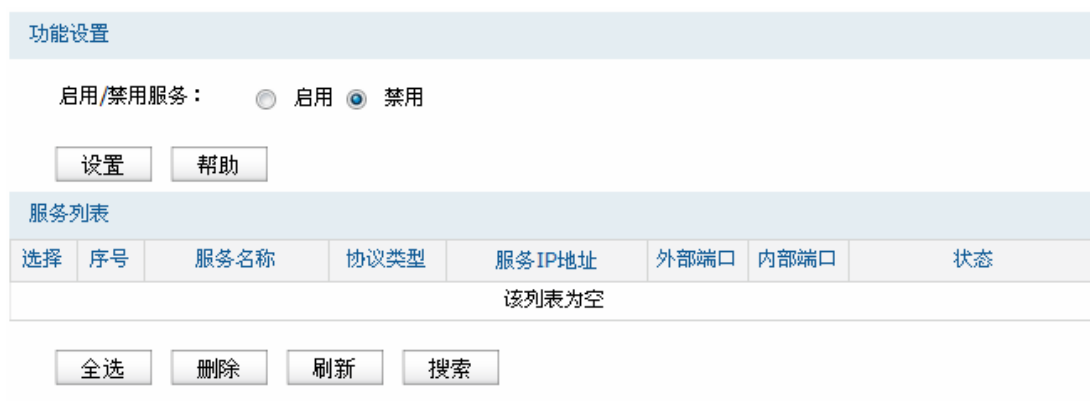 功能设置
启用/禁用服务： 启用 禁用
设置 帮助
服务列表
选择 序号 服务名称 协议类型 服务IP地址 外部端口 内部端口 状态
该列表为空
全选 删除 刷新 搜索